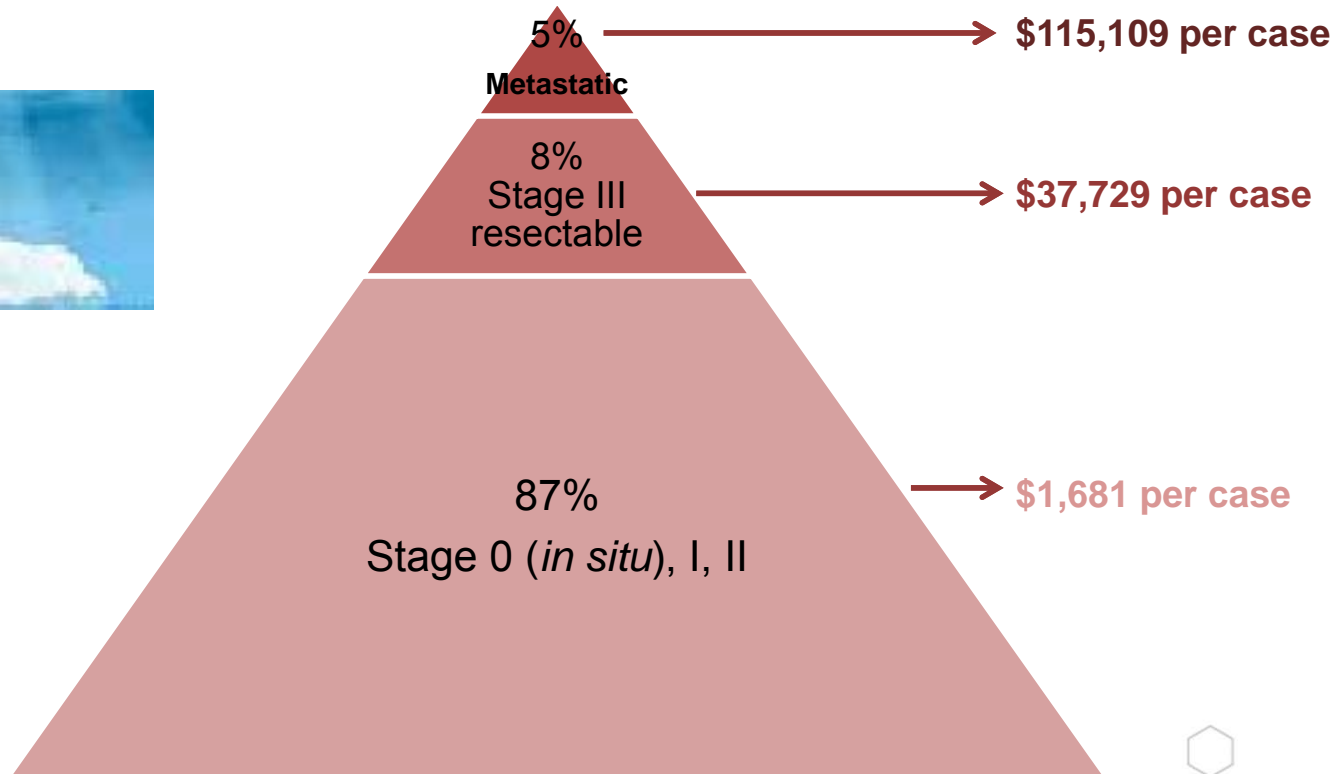 5%
$115,109 per case
Metastatic
8%
Stage III
resectable
$37,729 per case
87%
Stage 0 (in situ), I, II
$1,681 per case